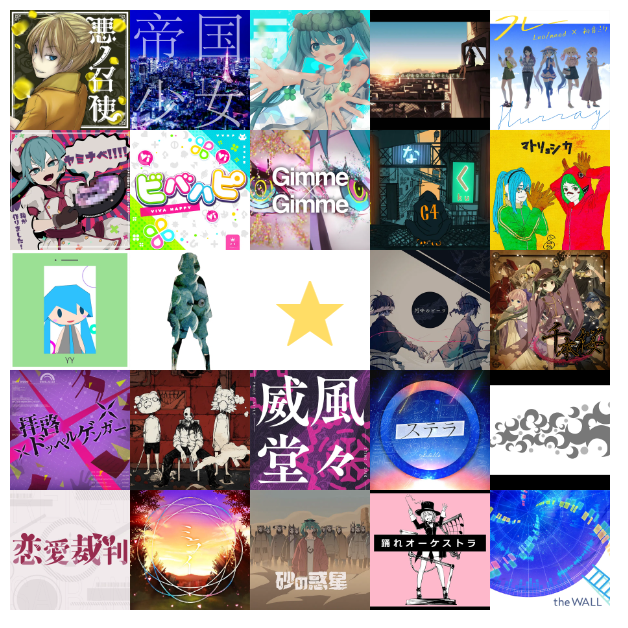 悪ノ召使
帝国
少女
フレー
Hurray
ヤミナベ!!!!
ビバハピ
VIVA HAPPY
Gimme
Gimme
な
く
G4
マトリョシカ
YY
千本桜
拝啓
ドッペルゲンガー
威風
堂々
ステラ
恋愛裁判
砂の惑星
踊れオーケストラ
the WALL